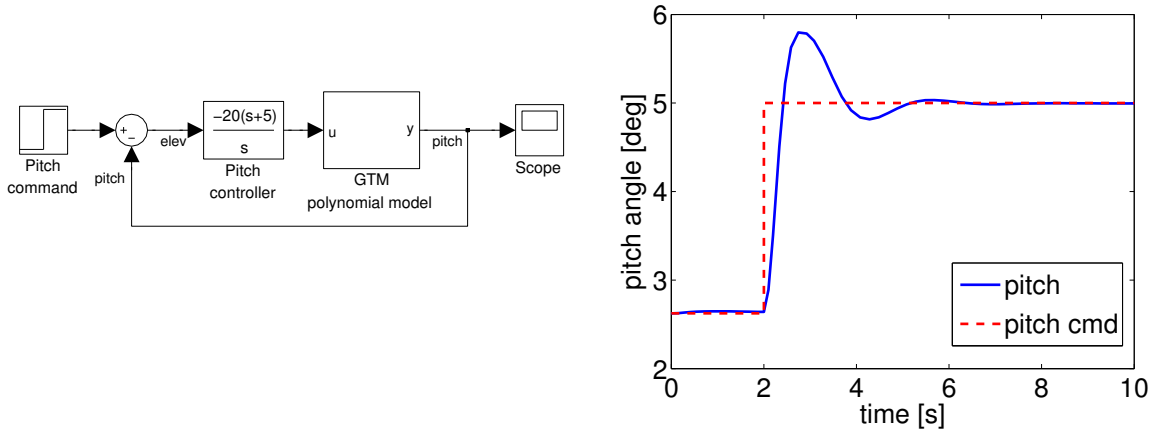 Pitch
command
+
−
pitch
elev
−20(s+5)
s
Pitch
controller
u
y
GTM
polynomial model
pitch
Scope
6
5
4
3
2
pitch angle [deg]
pitch
pitch cmd
0
2
4
6
8
10
time [s]